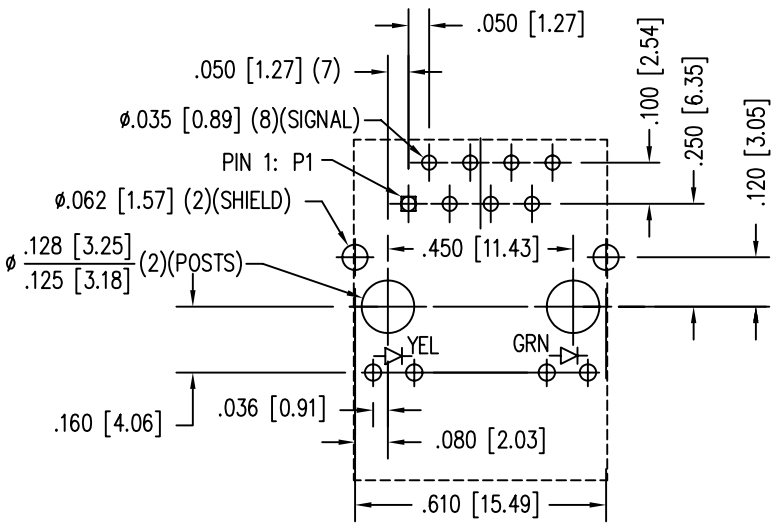 .050 [1.27]
.050 [1.27] (7)
.100 [2.54]
.250 [6.35]
.120 [3.05]
ø.035 [0.89] (8)(SIGNAL)
PIN 1: P1
ø.062 [1.57] (2)(SHIELD)
ø .128 [3.25]
.125 [3.18] (2)(POSTS)
.450 [11.43]
YEL
GRN
.036 [0.91]
.160 [4.06]
.080 [2.03]
.610 [15.49]